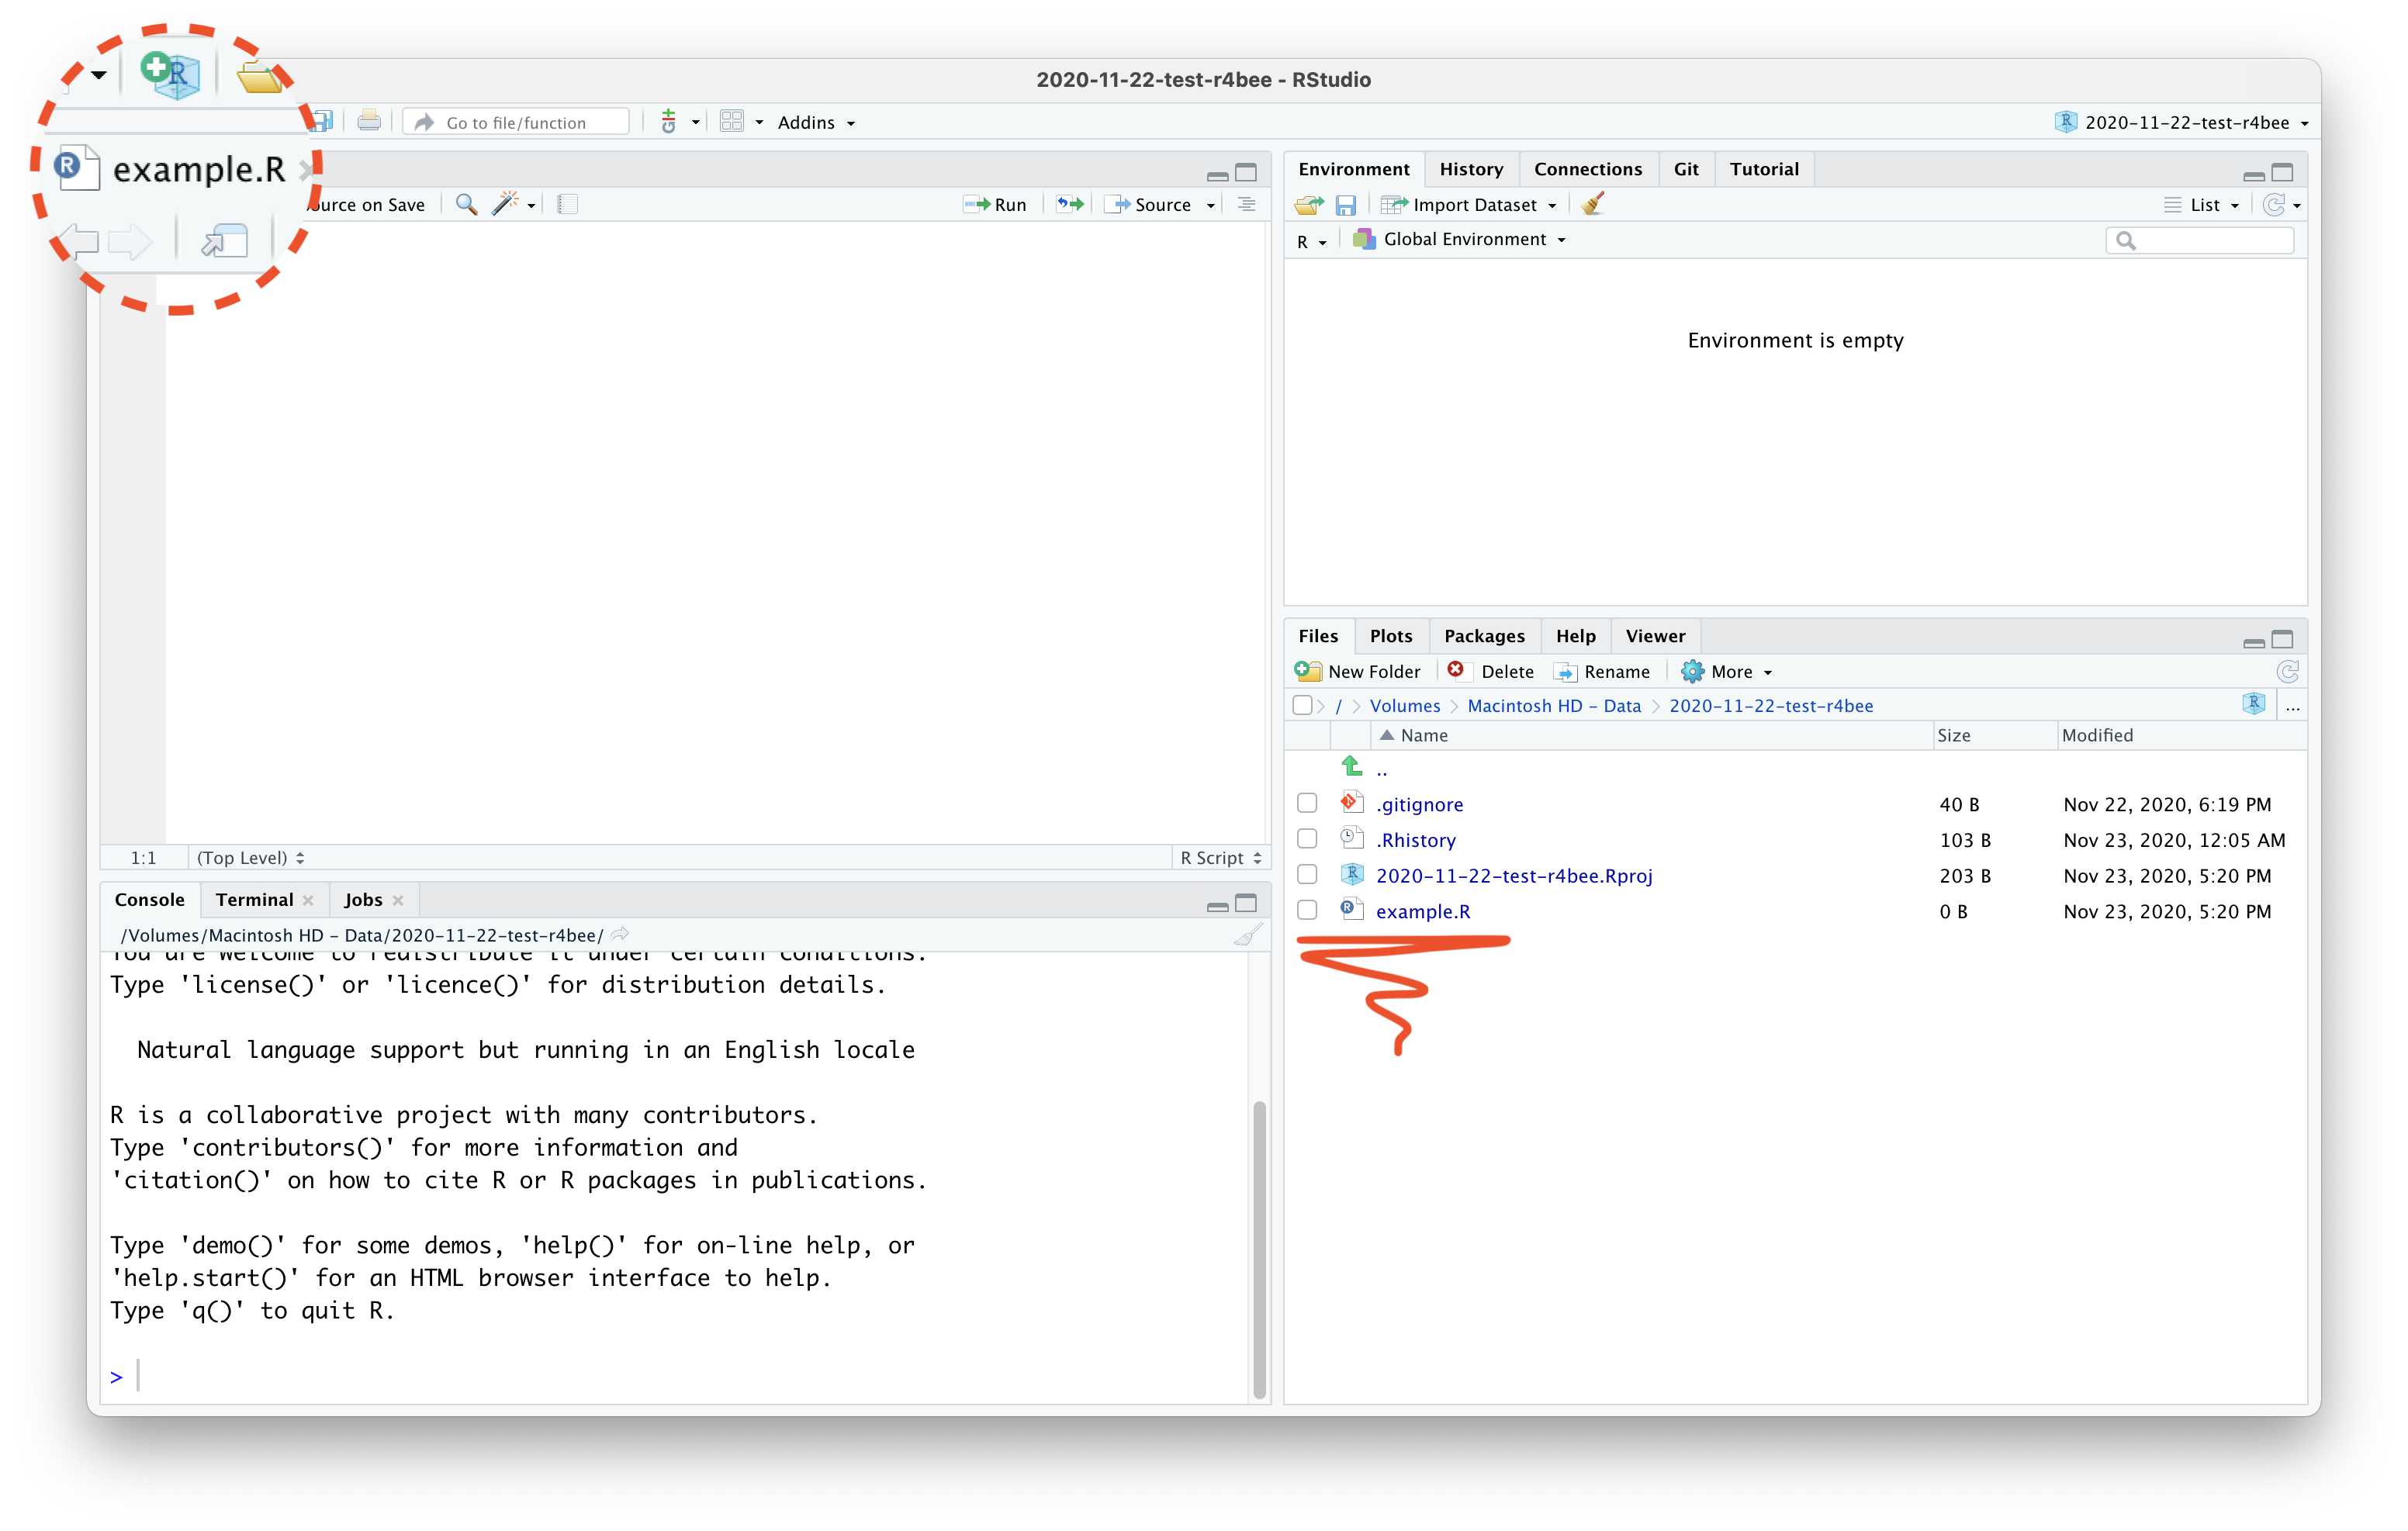 2020-11-22-test-r4bee - RStudio
Go to file/function
Addins
2020-11-22-test-r4bee
example.R
ource on Save
Run
Source
1:1
(Top Level)
R Script
Console
Terminal
Jobs
/Volumes/Macintosh HD - Data/2020-11-22-test-r4bee/
You are welcome to redistribute it under certain conditions.
Type 'license()' or 'licence()' for distribution details.
Natural language support but running in an English locale
R is a collaborative project with many contributors.
Type 'contributors()' for more information and
'citation()' on how to cite R or R packages in publications.
Type 'demo()' for some demos, 'help()' for on-line help, or
'help.start()' for an HTML browser interface to help.
Type 'q()' to quit R.
>
Environment
History
Connections
Git
Tutorial
Import Dataset
List
R
Global Environment
Environment is empty
Files
Plots
Packages
Help
Viewer
New Folder
Delete
Rename
More
/ Volumes Macintosh HD - Data 2020-11-22-test-r4bee ...
Name Size Modified
..
.gitignore 40 B Nov 22, 2020, 6:19 PM
.Rhistory 103 B Nov 23, 2020, 12:05 AM
2020-11-22-test-r4bee.Rproj 203 B Nov 23, 2020, 5:20 PM
example.R 0 B Nov 23, 2020, 5:20 PM